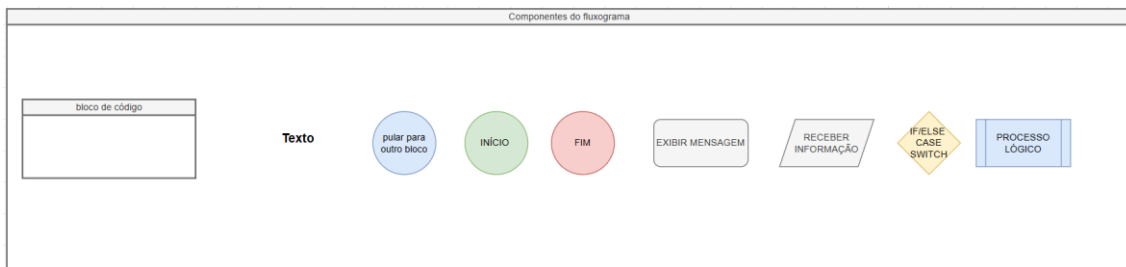 Componentes do fluxograma
bloco de código
Texto
pular para
outro bloco
INÍCIO
FIM
EXIBIR MENSAGEM
RECEBER
INFORMAÇÃO
IF/ELSE
CASE
SWITCH
PROCESSO
LÓGICO